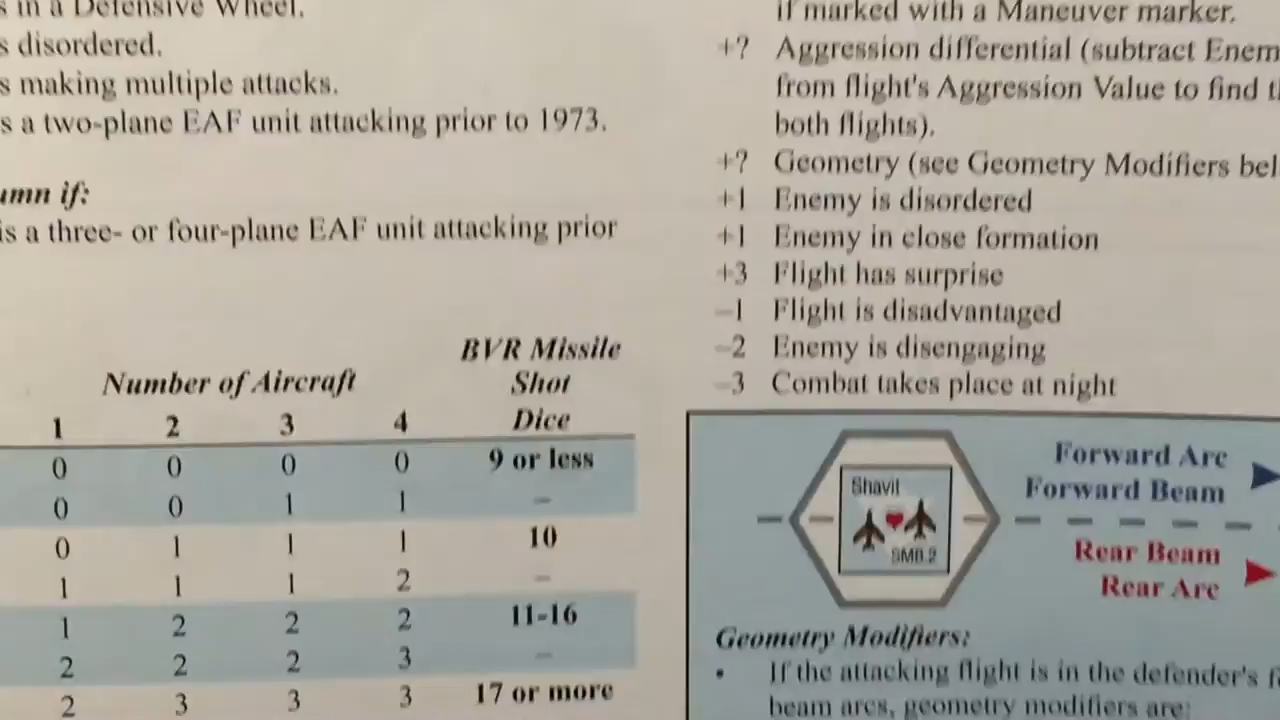 s in a Defensive Wheel.
s disordered.
s making multiple attacks.
s a two-plane EAF unit attacking prior to 1973.
umn if:
is a three- or four-plane EAF unit attacking prior
BVR Missile
Number of Aircraft Shot
1 2 3 4 Dice
0 0 0 0 9 or less
0 0 1 1 –
0 1 1 1 10
1 1 1 2 –
1 2 2 2 11-16
2 2 2 3 –
2 3 3 3 17 or more
if marked with a Maneuver marker.
+? Aggression differential (subtract Enem
from flight's Aggression Value to find t
both flights).
+? Geometry (see Geometry Modifiers bel
+1 Enemy is disordered
+1 Enemy in close formation
+3 Flight has surprise
–1 Flight is disadvantaged
–2 Enemy is disengaging
–3 Combat takes place at night
Shavit
SMB.2
Forward Arc
Forward Beam
Rear Beam
Rear Arc
Geometry Modifiers:
• If the attacking flight is in the defender's f
beam arcs, geometry modifiers are: